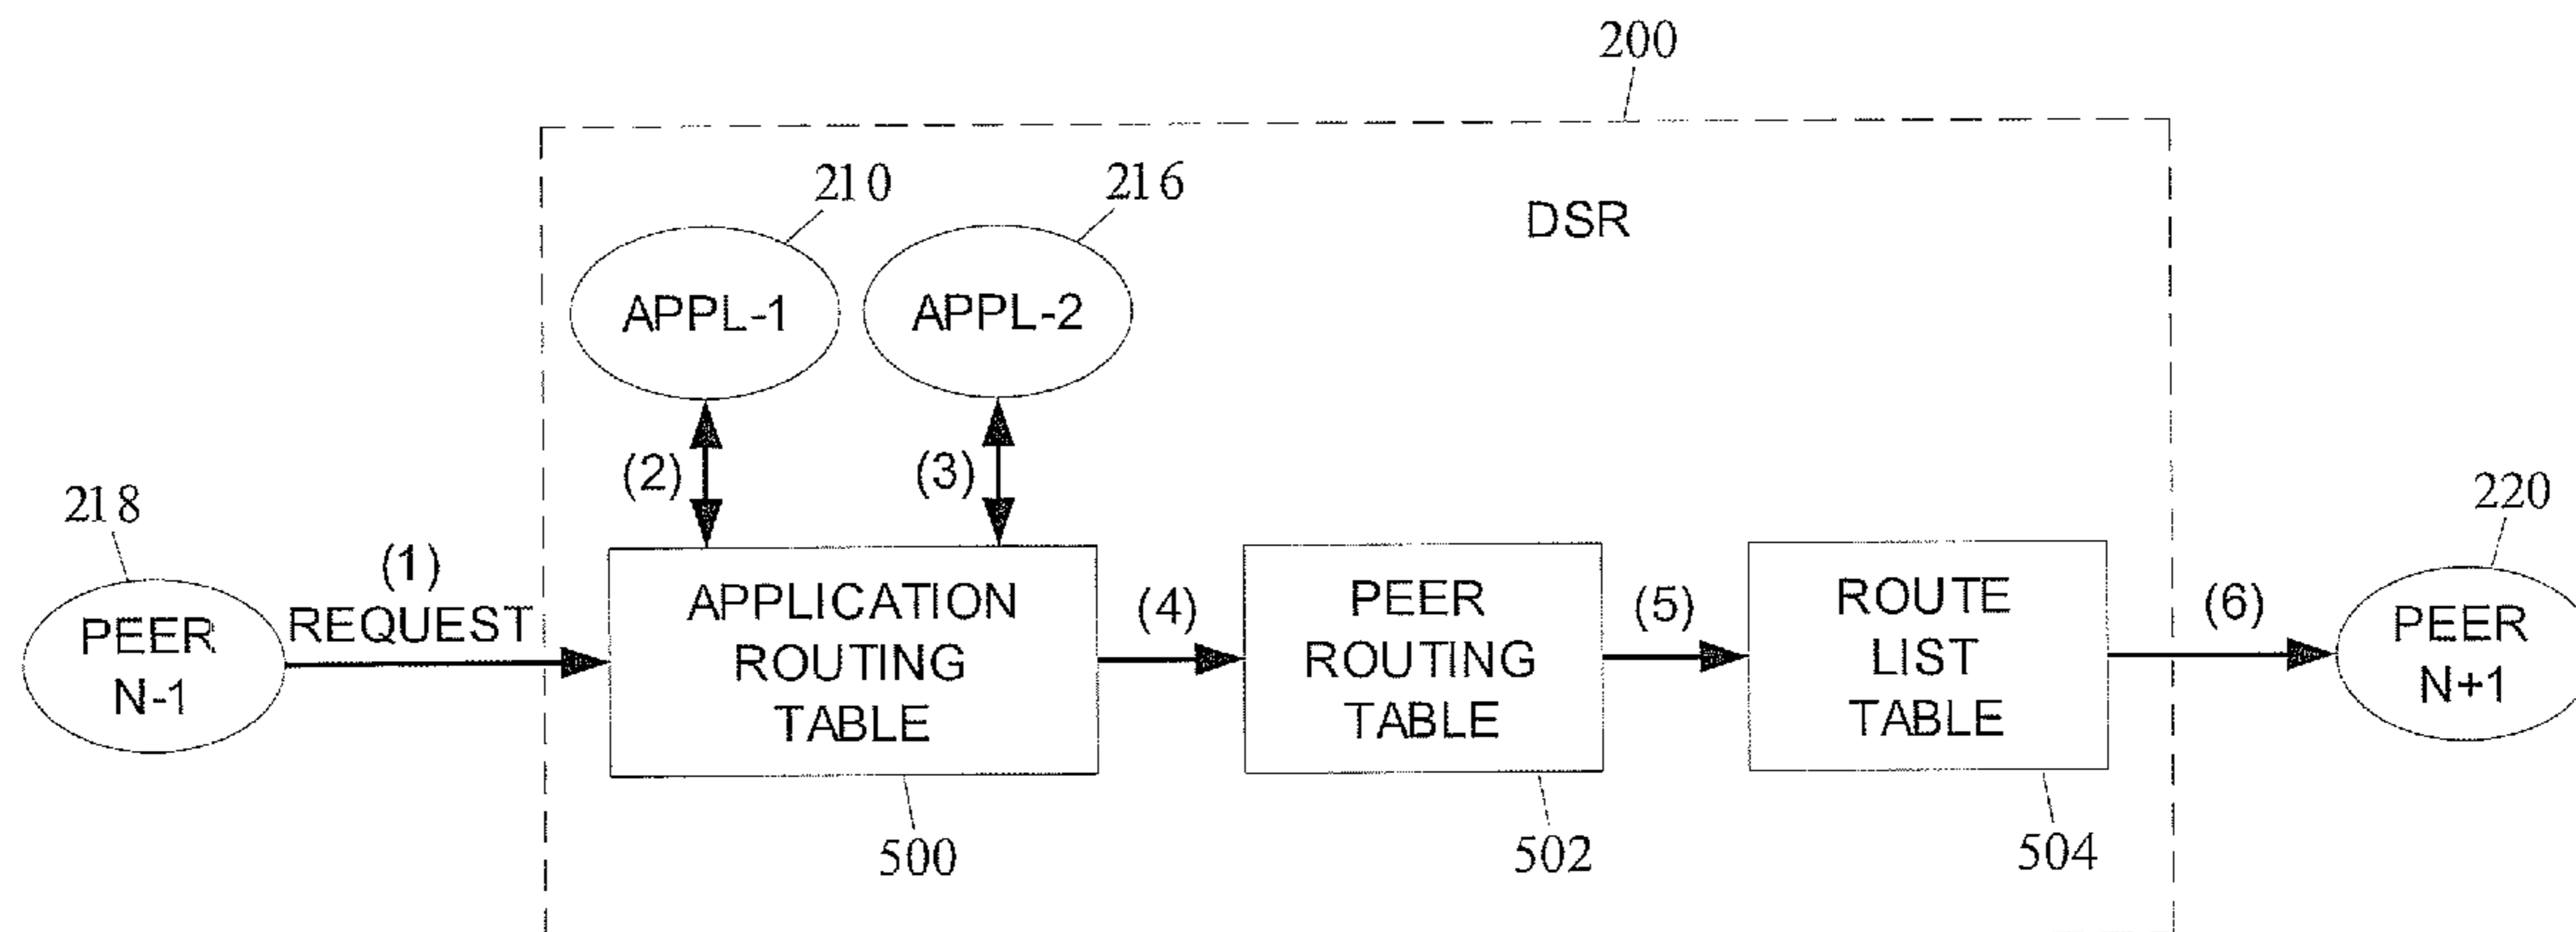 200
210
216
DSR
APPL-1
APPL-2
(2)
(3)
218
220
(1)
REQUEST
PEER
N-1
APPLICATION
ROUTING
TABLE
(4)
PEER
ROUTING
TABLE
(5)
ROUTE
LIST
TABLE
(6)
PEER
N+1
500
502
504